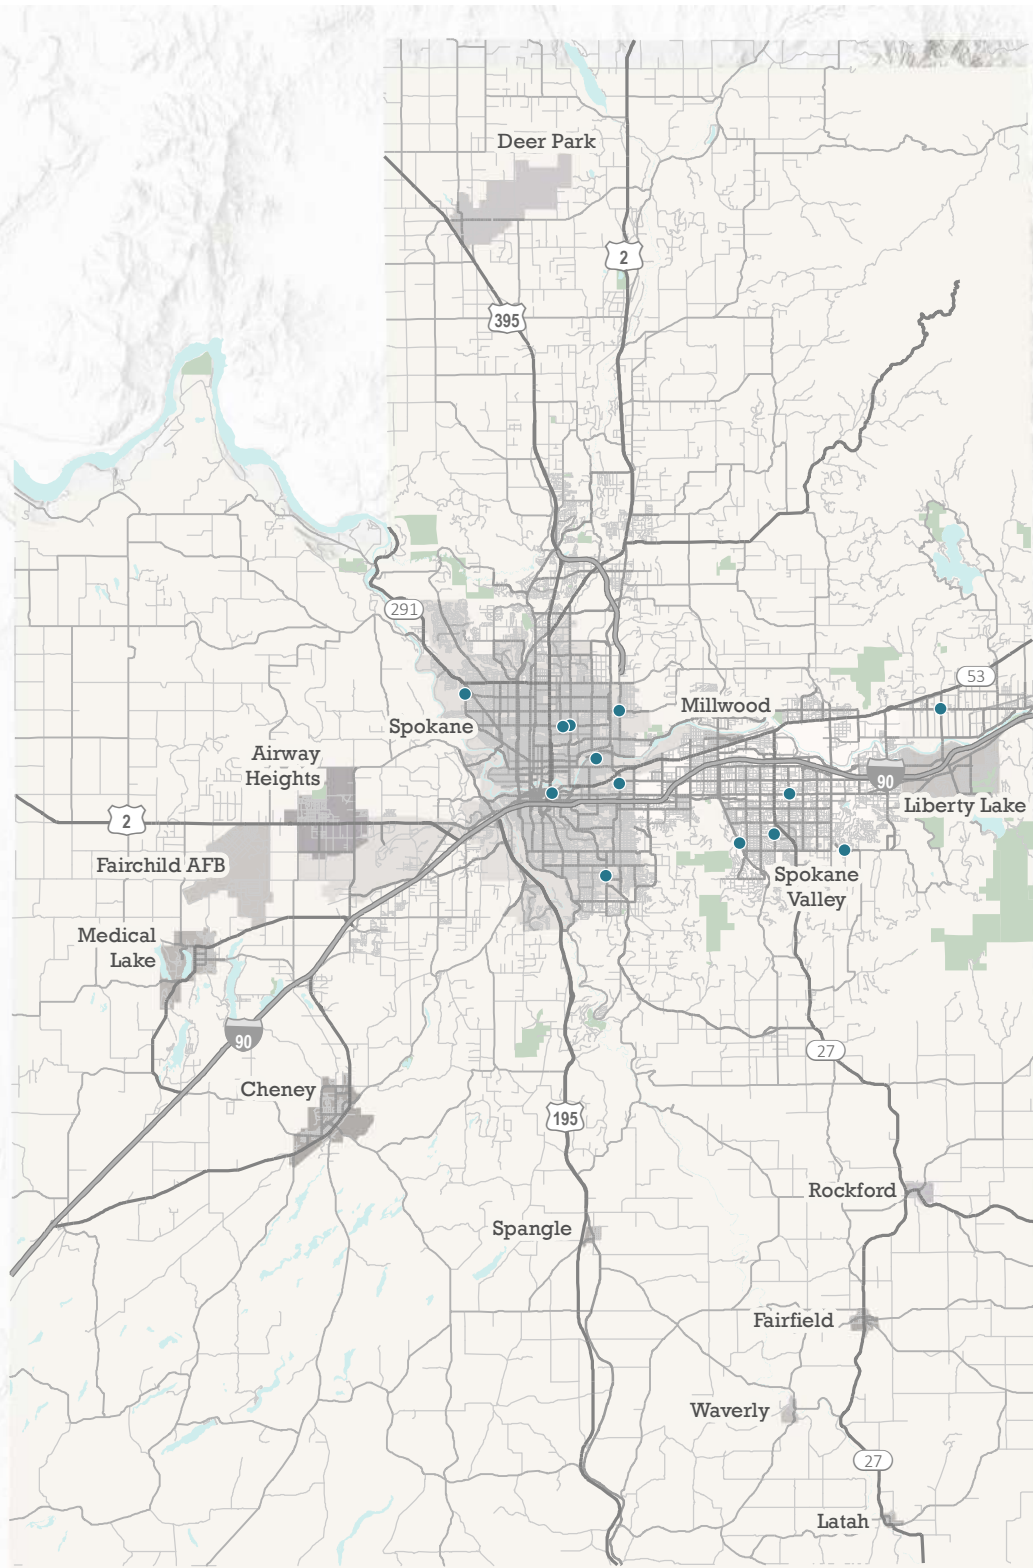 Deer Park
2
395
291
53
Millwood
Spokane
Airway
Heights
90
Liberty Lake
2
Fairchild AFB
Spokane
Valley
Medical
Lake
90
27
Cheney
195
Rockford
Spangle
Fairfield
Waverly
27
Latah